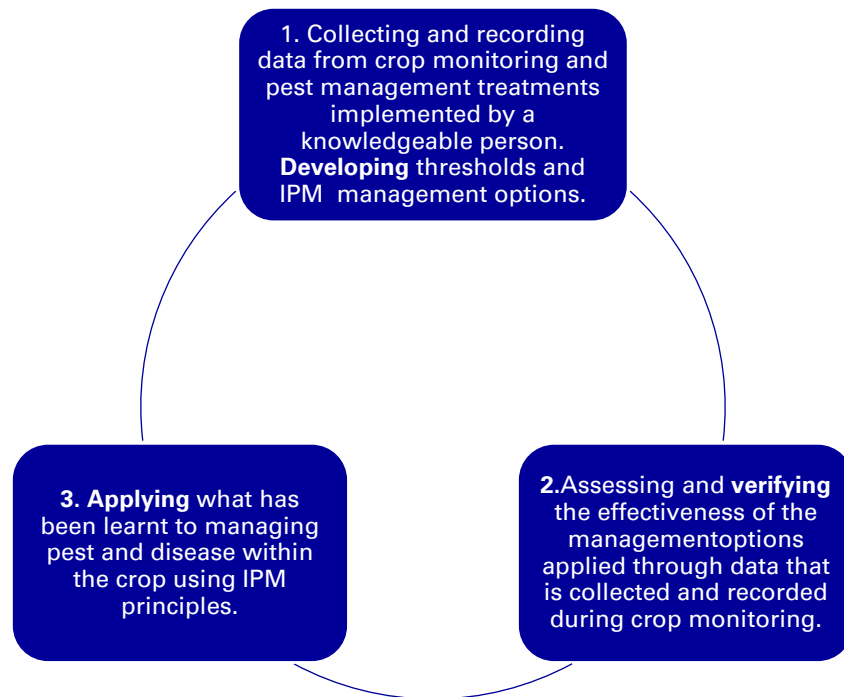 1. Collecting and recording
data from crop monitoring and
pest management treatments
implemented by a
knowledgeable person.
Developing thresholds and
IPM  management options.
2.Assessing and verifying
the effectiveness of the
managementoptions
applied through data that
is collected and recorded
during crop monitoring.
3. Applying what has
been learnt to managing
pest and disease within
the crop using IPM
principles.